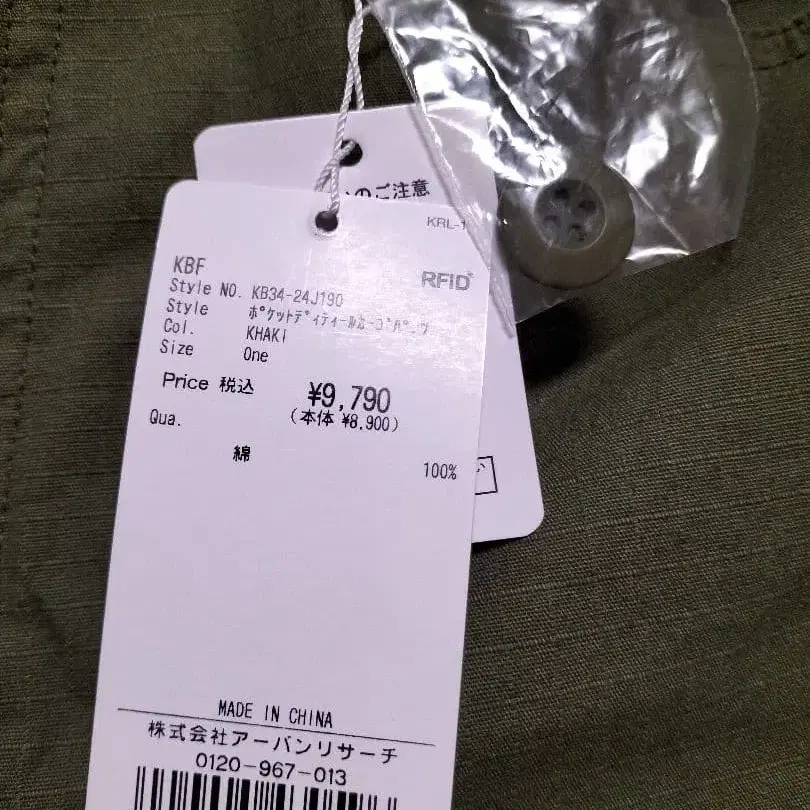 のご注意
KRL-1
RFID
KBF
Style NO. KB34-24J190
Style ポケットディティールカーゴパンツ
Col. KHAKI
Size One
Price 税込 ¥9,790
(本体 ¥8,900)
Qua.
綿 100%
MADE IN CHINA
株式会社アーバンリサーチ
0120-967-013